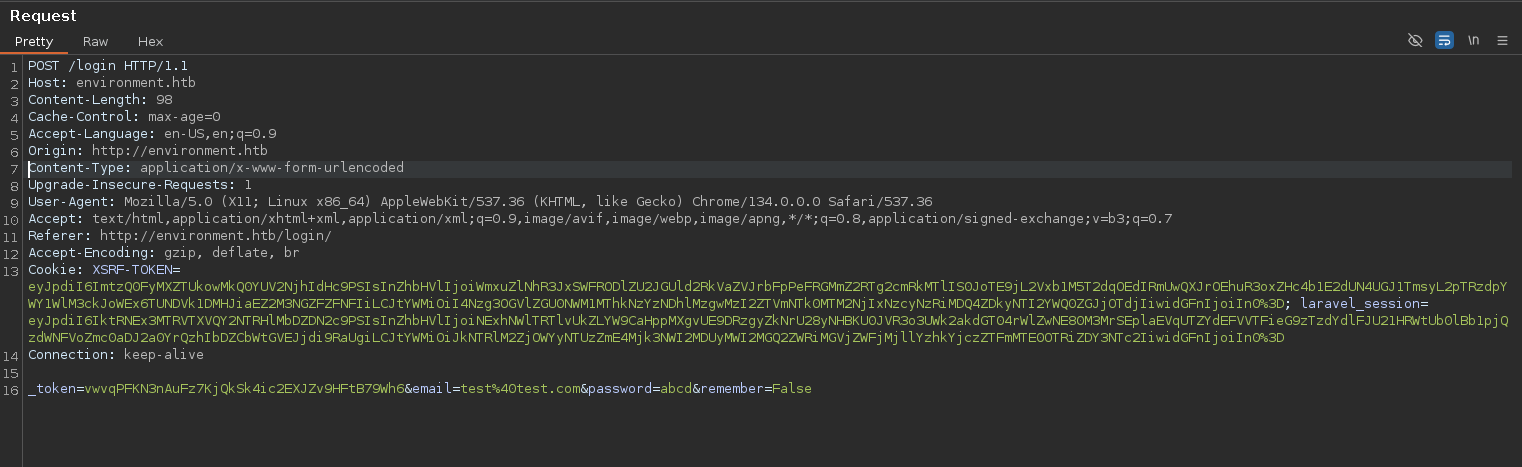 Request
Pretty Raw Hex
\n
1 POST /login HTTP/1.1
2 Host: environment.htb
3 Content-Length: 98
4 Cache-Control: max-age=0
5 Accept-Language: en-US,en;q=0.9
6 Origin: http://environment.htb
7 Content-Type: application/x-www-form-urlencoded
8 Upgrade-Insecure-Requests: 1
9 User-Agent: Mozilla/5.0 (X11; Linux x86_64) AppleWebKit/537.36 (KHTML, like Gecko) Chrome/134.0.0.0 Safari/537.36
10 Accept: text/html,application/xhtml+xml,application/xml;q=0.9,image/avif,image/webp,image/apng,*/*;q=0.8,application/signed-exchange;v=b3;q=0.7
11 Referer: http://environment.htb/login/
12 Accept-Encoding: gzip, deflate, br
13 Cookie: XSRF-TOKEN=
; laravel_session=
14 Connection: keep-alive
15
16 _token=vwvqPFKN3nAuFz7KjQkSk4ic2EXJZv9HFtB79Wh6&email=test%40test.com&password=abcd&remember=False